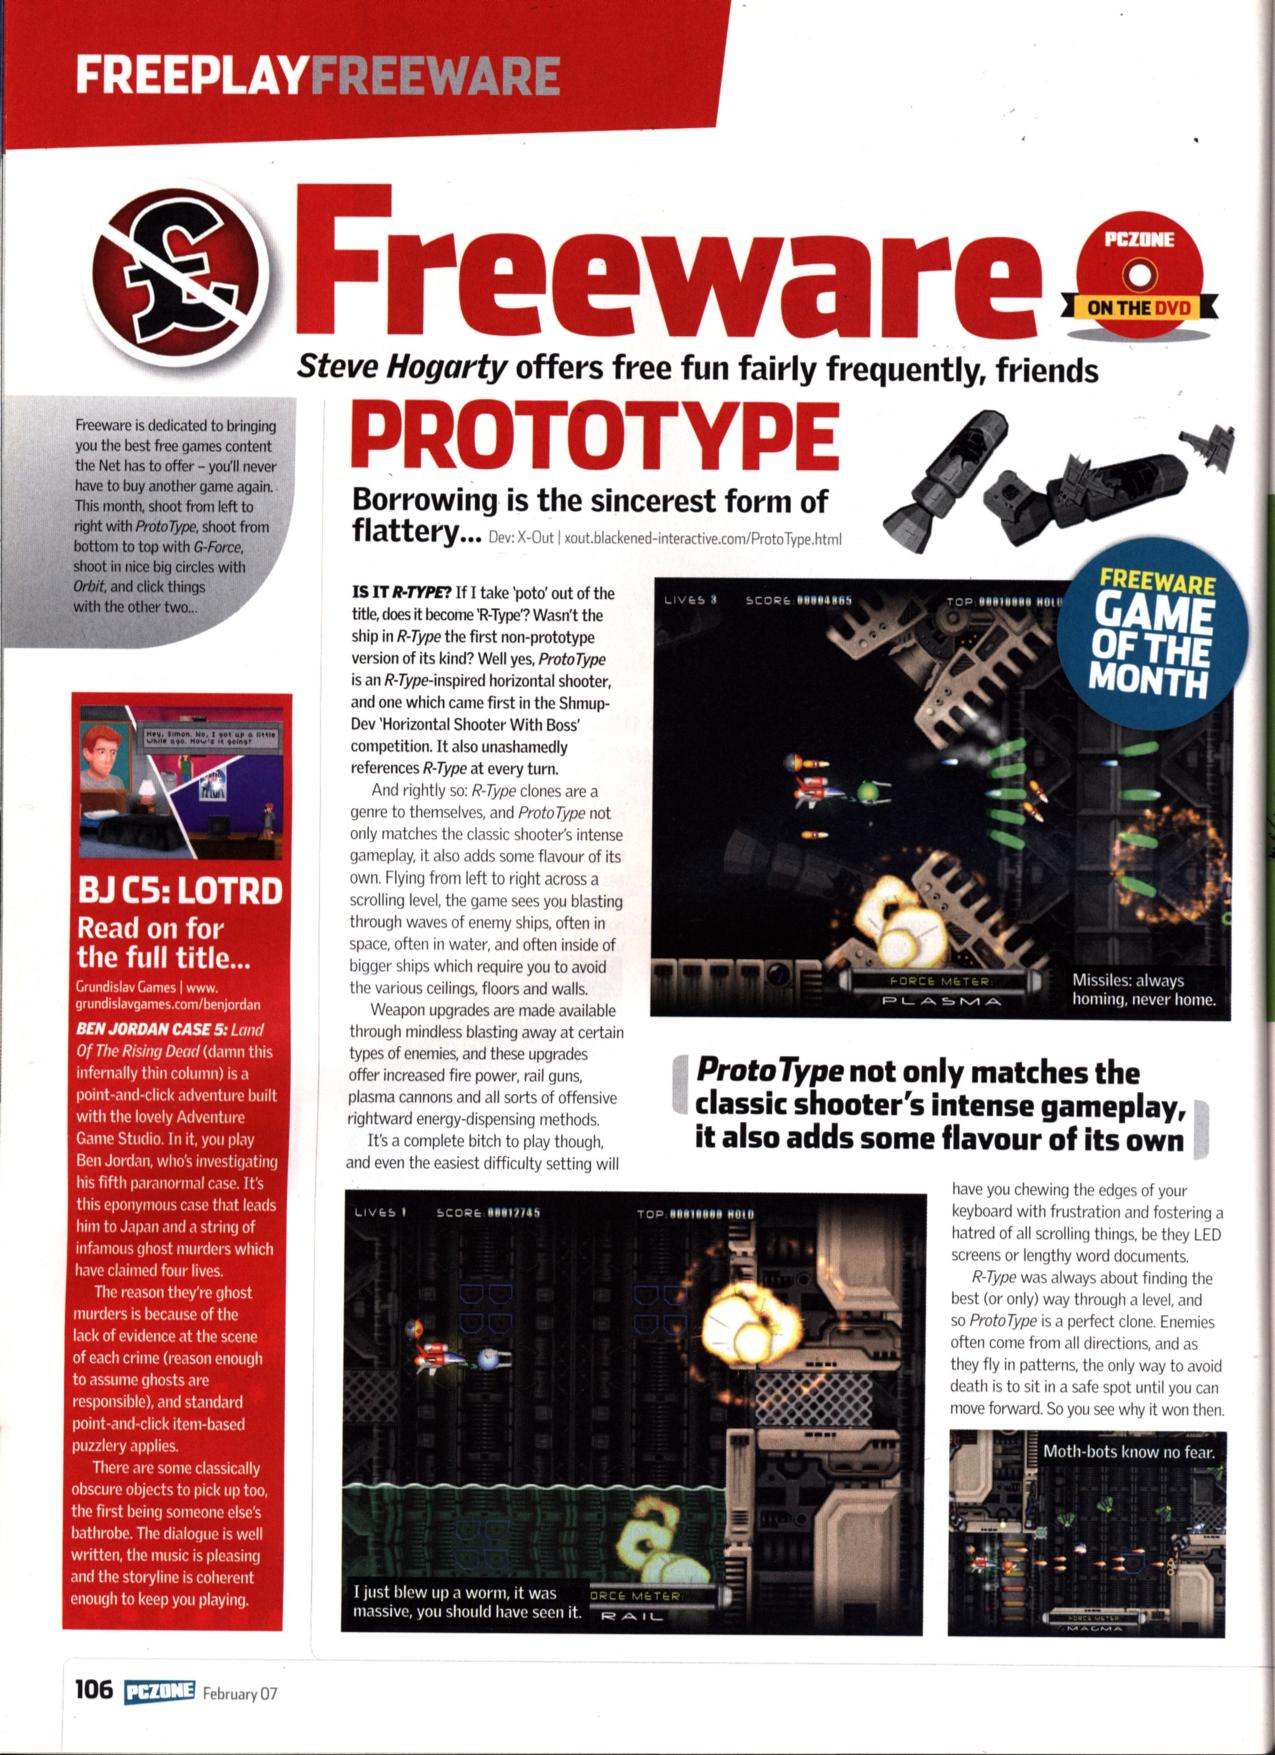 FREEPLAYFREEWARE
£
Freeware
PCZONE
ON THE DVD
Steve Hogarty offers free fun fairly frequently, friends
Freeware is dedicated to bringing
you the best free games content
the Net has to offer – you'll never
have to buy another game again.
This month, shoot from left to
right with ProtoType, shoot from
bottom to top with G-Force,
shoot in nice big circles with
Orbit, and click things
with the other two...
PROTOTYPE
Borrowing is the sincerest form of
flattery... Dev: X-Out | xout.blackened-interactive.com/ProtoType.html
IS IT R-TYPE? If I take 'poto' out of the
title, does it become 'R-Type'? Wasn't the
ship in R-Type the first non-prototype
version of its kind? Well yes, ProtoType
is an R-Type-inspired horizontal shooter,
and one which came first in the Shmup-
Dev 'Horizontal Shooter With Boss'
competition. It also unashamedly
references R-Type at every turn.
And rightly so: R-Type clones are a
genre to themselves, and ProtoType not
only matches the classic shooter's intense
gameplay, it also adds some flavour of its
own. Flying from left to right across a
scrolling level, the game sees you blasting
through waves of enemy ships, often in
space, often in water, and often inside of
bigger ships which require you to avoid
the various ceilings, floors and walls.
Weapon upgrades are made available
through mindless blasting away at certain
types of enemies, and these upgrades
offer increased fire power, rail guns,
plasma cannons and all sorts of offensive
rightward energy-dispensing methods.
It's a complete bitch to play though,
and even the easiest difficulty setting will
LIVES 3 SCORE:00004865 TOP:00010000 HOLD
FREEWARE
GAME
OF THE
MONTH
FORCE METER:
PLASMA
Missiles: always
homing, never home.
ProtoType not only matches the
classic shooter's intense gameplay,
it also adds some flavour of its own
have you chewing the edges of your
keyboard with frustration and fostering a
hatred of all scrolling things, be they LED
screens or lengthy word documents.
R-Type was always about finding the
best (or only) way through a level, and
so ProtoType is a perfect clone. Enemies
often come from all directions, and as
they fly in patterns, the only way to avoid
death is to sit in a safe spot until you can
move forward. So you see why it won then.
LIVES 1 SCORE:00012745 TOP:00010000 HOLD
I just blew up a worm, it was
massive, you should have seen it.
ORCE METER:
RAIL
Moth-bots know no fear.
FORCE METER
MAGMA
Hey, Simon. No, I got up a little
while ago. How's it going?
BJ C5: LOTRD
Read on for
the full title...
Grundislav Games | www.
grundislavgames.com/benjordan
BEN JORDAN CASE 5: Land
Of The Rising Dead (damn this
infernally thin column) is a
point-and-click adventure built
with the lovely Adventure
Game Studio. In it, you play
Ben Jordan, who's investigating
his fifth paranormal case. It's
this eponymous case that leads
him to Japan and a string of
infamous ghost murders which
have claimed four lives.
The reason they're ghost
murders is because of the
lack of evidence at the scene
of each crime (reason enough
to assume ghosts are
responsible), and standard
point-and-click item-based
puzzlery applies.
There are some classically
obscure objects to pick up too,
the first being someone else's
bathrobe. The dialogue is well
written, the music is pleasing
and the storyline is coherent
enough to keep you playing.
106 PCZONE February 07